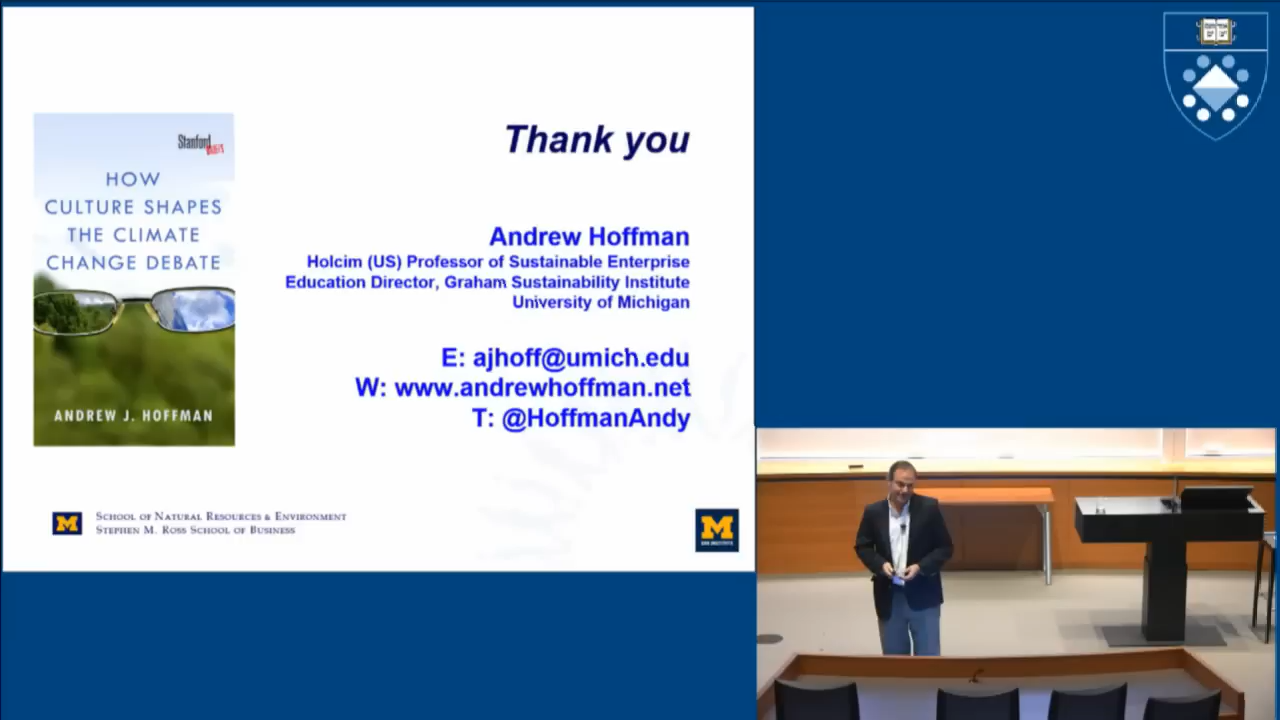 Stanford
BRIEFS
HOW
CULTURE SHAPES
THE CLIMATE
CHANGE DEBATE
ANDREW J. HOFFMAN
Thank you
Andrew Hoffman
Holcim (US) Professor of Sustainable Enterprise
Education Director, Graham Sustainability Institute
University of Michigan
E: ajhoff@umich.edu
W: www.andrewhoffman.net
T: @HoffmanAndy
M
SCHOOL OF NATURAL RESOURCES & ENVIRONMENT
STEPHEN M. ROSS SCHOOL OF BUSINESS
M